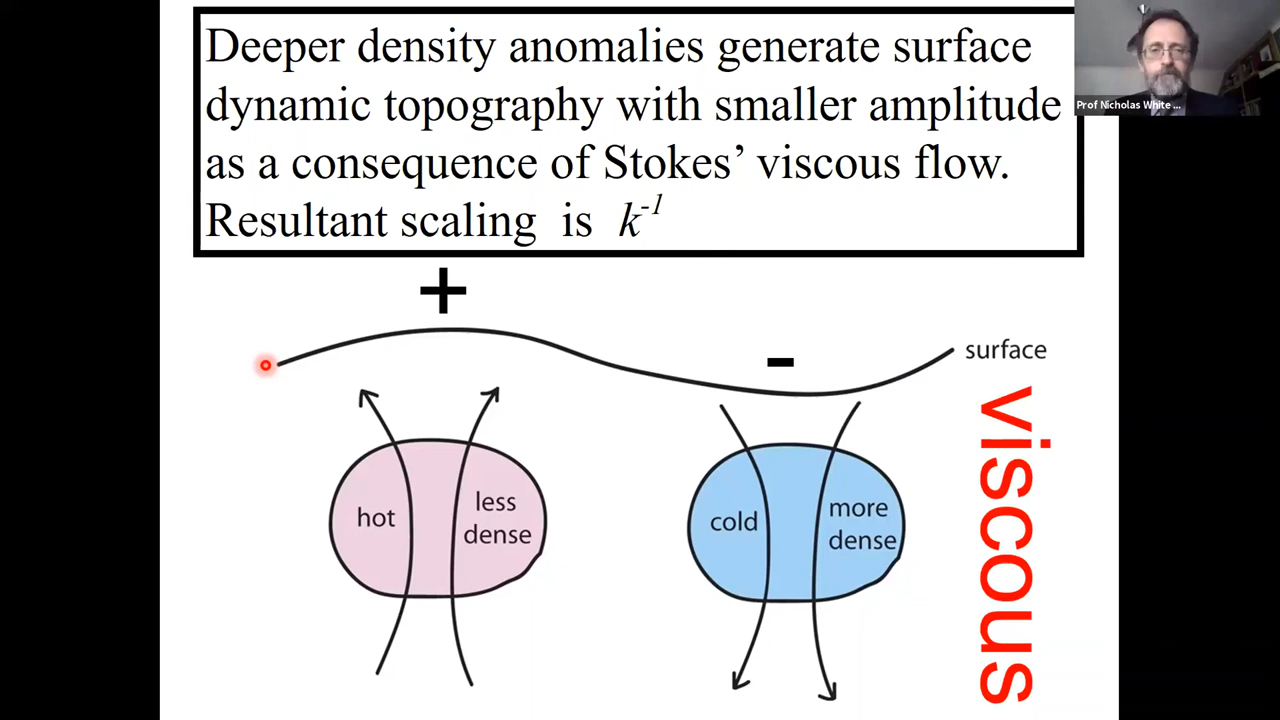 Deeper density anomalies generate surface
dynamic topography with smaller amplitude
as a consequence of Stokes’ viscous flow.
Resultant scaling is k⁻¹
Prof Nicholas White ...
+
-
surface
hot
less
dense
cold
more
dense
viscous